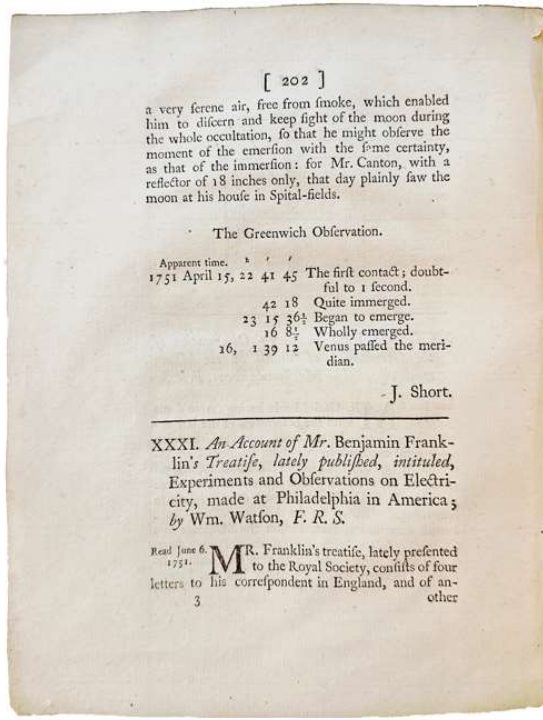 [ 202 ]
a very ſerene air, free from ſmoke, which enabled
him to diſcern and keep ſight of the moon during
the whole occultation, ſo that he might obſerve the
moment of the emerſion with the ſame certainty,
as that of the immerſion: for Mr. Canton, with a
reflector of 18 inches only, that day plainly ſaw the
moon at his houſe in Spital-fields.
The Greenwich Obſervation.
Apparent time. h ′ ″
1751 April 15, 22 41 45 The firſt contact; doubt-
ful to 1 ſecond.
42 18 Quite immerged.
23 15 36½ Began to emerge.
16 8½ Wholly emerged.
16, 1 39 12 Venus paſſed the meri-
dian.
J. Short.
XXXI. An Account of Mr. Benjamin Frank-
lin's Treatiſe, lately publiſhed, intituled,
Experiments and Obſervations on Electri-
city, made at Philadelphia in America;
by Wm. Watſon, F. R. S.
Read June 6.
1751.
MR. Franklin's treatiſe, lately preſented
to the Royal Society, conſiſts of four
letters to his correſpondent in England, and of an-
3 other